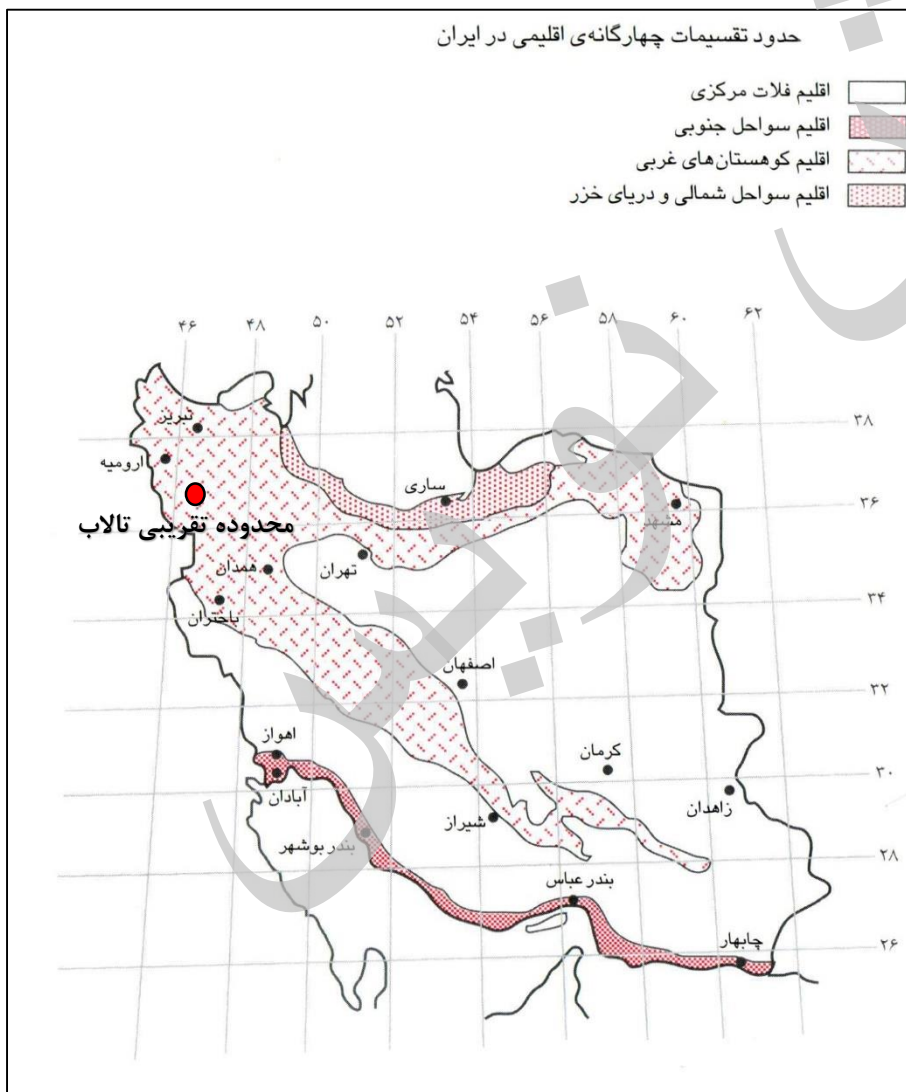 حدود تقسیمات چهارگانه‌ی اقلیمی در ایران
اقلیم فلات مرکزی
اقلیم سواحل جنوبی
اقلیم کوهستان‌های غربی
اقلیم سواحل شمالی و دریای خزر
۴۶ ۴۸ ۵۰ ۵۲ ۵۴ ۵۶ ۵۸ ۶۰ ۶۲
۳۸
تبریز
ارومیه
ساری
۳۶
مشهد
محدوده تقریبی تالاب
تهران
همدان
۳۴
باختران
اصفهان
۳۲
اهواز
کرمان
۳۰
آبادان
زاهدان
شیراز
بندر بوشهر
۲۸
بندر عباس
چابهار
۲۶